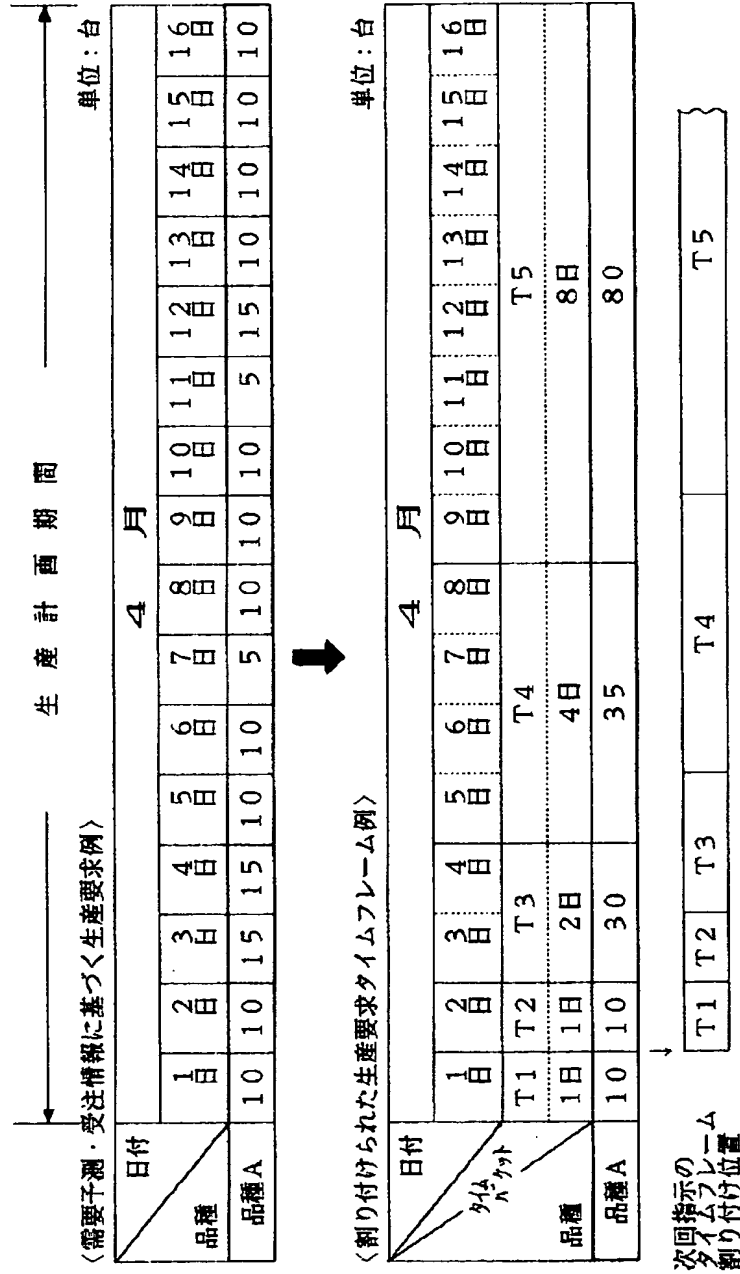 生産計画期間
〈需要予測・受注情報に基づく生産要求例〉 単位：台
日付 4月
品種 1日 2日 3日 4日 5日 6日 7日 8日 9日 10日 11日 12日 13日 14日 15日 16日
品種A 10 10 15 15 10 10 5 10 10 10 5 15 10 10 10 10
〈割り付けられた生産要求タイムフレーム例〉 単位：台
4月
1日 2日 3日 4日 5日 6日 7日 8日 9日 10日 11日 12日 13日 14日 15日 16日
タイムバケット T1 T2 T3 T4 T5
品種 1日 1日 2日 4日 8日
品種A 10 10 30 35 80
次回指示の
タイムフレーム
割り付け位置
T1 T2 T3 T4 T5